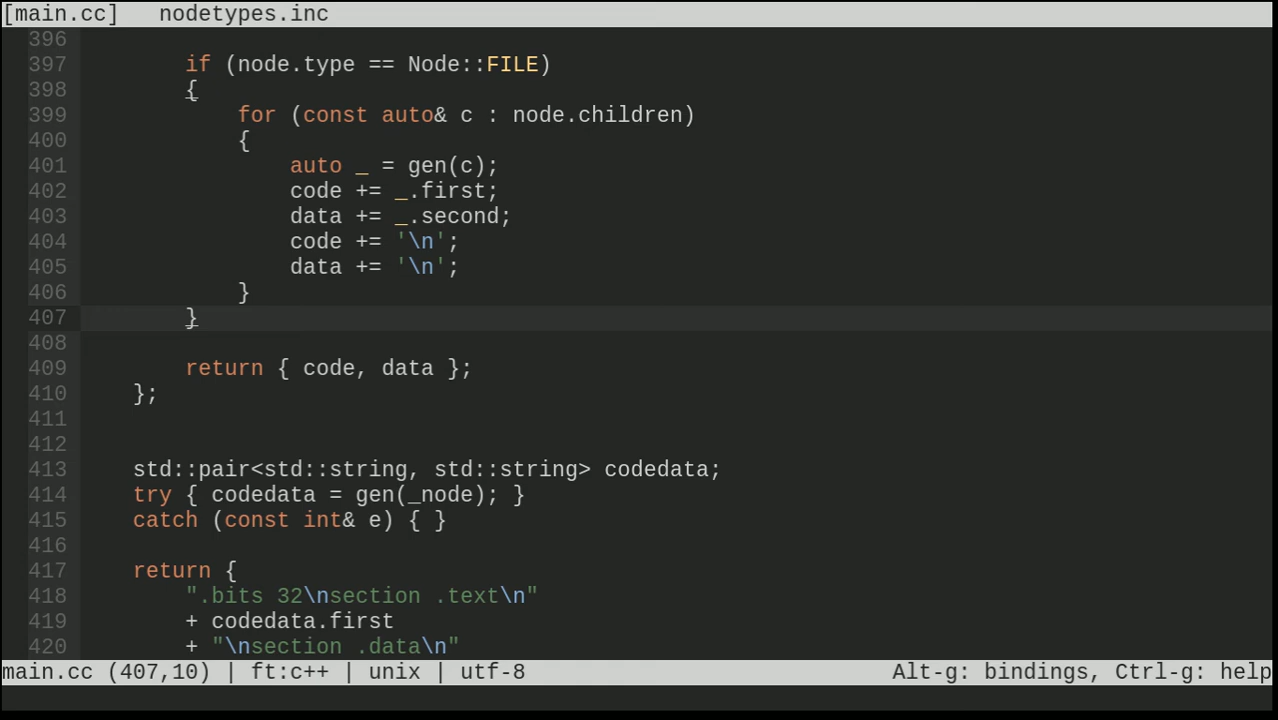 [main.cc]   nodetypes.inc
396
397         if (node.type == Node::FILE)
398         {
399             for (const auto& c : node.children)
400             {
401                 auto _ = gen(c);
402                 code += _.first;
403                 data += _.second;
404                 code += '\n';
405                 data += '\n';
406             }
407         }
408
409         return { code, data };
410     };
411
412
413     std::pair<std::string, std::string> codedata;
414     try { codedata = gen(_node); }
415     catch (const int& e) { }
416
417     return {
418         ".bits 32\nsection .text\n"
419         + codedata.first
420         + "\nsection .data\n"
main.cc (407,10) | ft:c++ | unix | utf-8 Alt-g: bindings, Ctrl-g: help